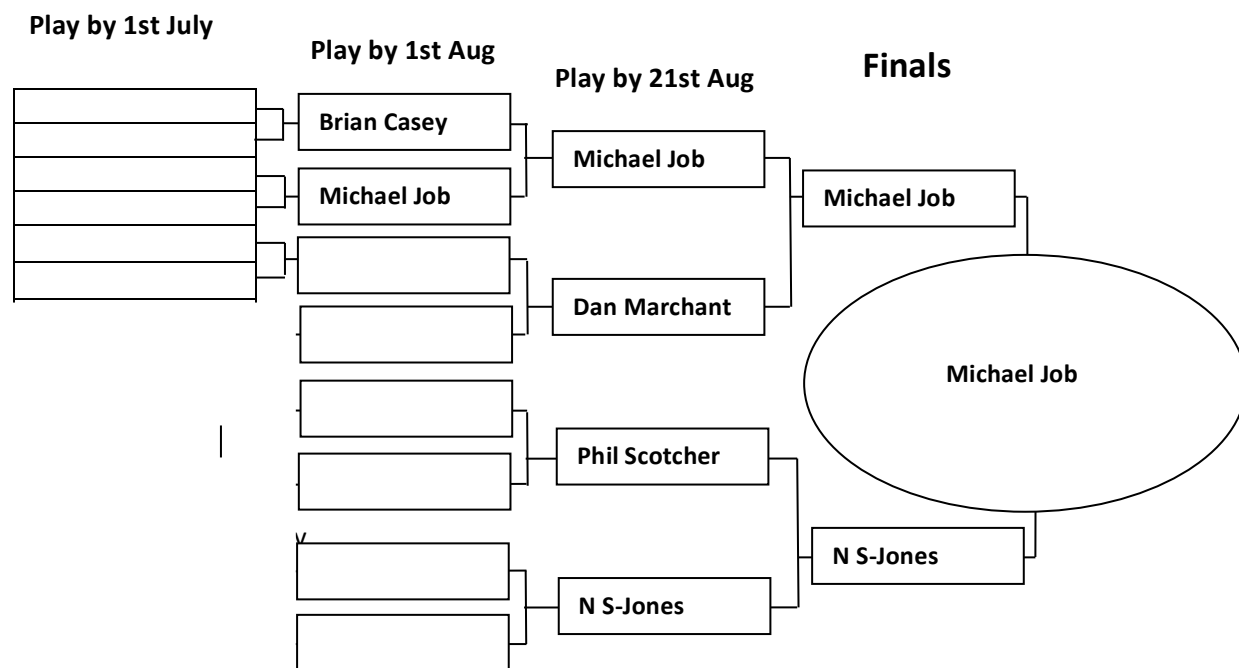 Play by 1st July
Play by 1st Aug
Play by 21st Aug
Finals
Brian Casey
Michael Job
Michael Job
Michael Job
Dan Marchant
Michael Job
Phil Scotcher
N S-Jones
N S-Jones